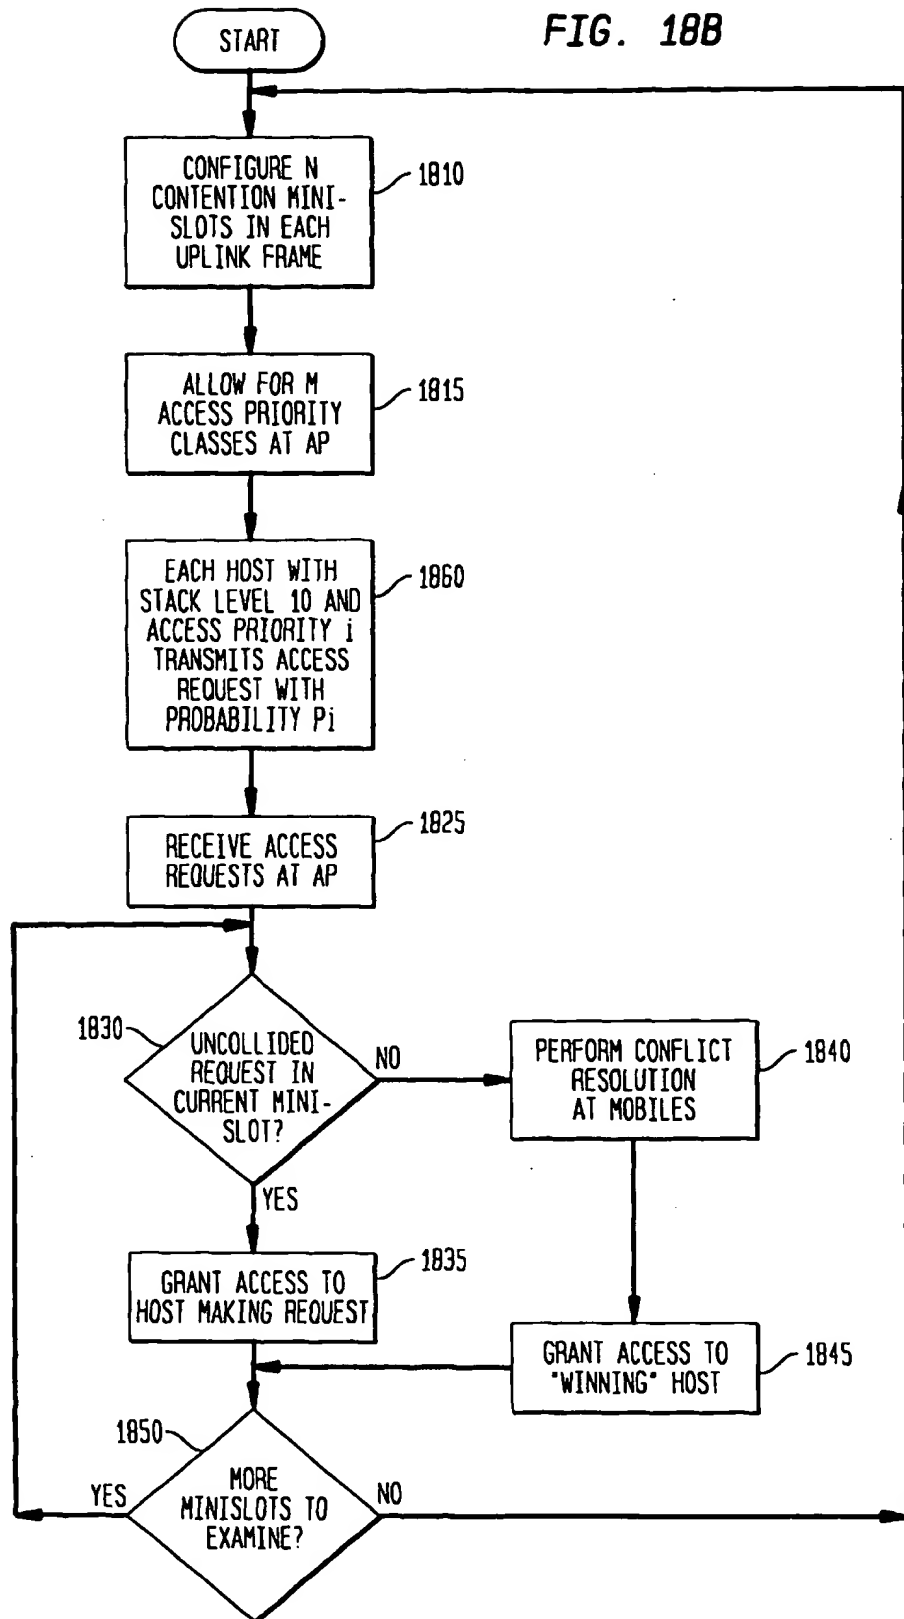 FIG. 18B
START
CONFIGURE N
CONTENTION MINI-
SLOTS IN EACH
UPLINK FRAME
1810
ALLOW FOR M
ACCESS PRIORITY
CLASSES AT AP
1815
EACH HOST WITH
STACK LEVEL 10 AND
ACCESS PRIORITY i
TRANSMITS ACCESS
REQUEST WITH
PROBABILITY Pi
1860
RECEIVE ACCESS
REQUESTS AT AP
1825
1830
UNCOLLIDED
REQUEST IN
CURRENT MINI-
SLOT?
NO
YES
PERFORM CONFLICT
RESOLUTION
AT MOBILES
1840
GRANT ACCESS TO
HOST MAKING REQUEST
1835
GRANT ACCESS TO
"WINNING" HOST
1845
1850
MORE
MINISLOTS TO
EXAMINE?
YES
NO